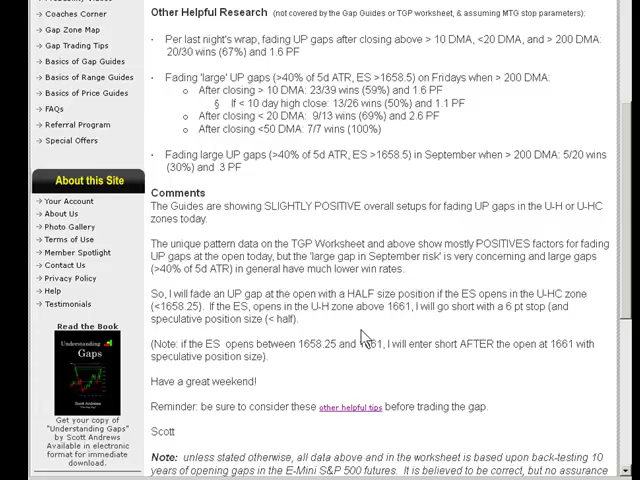 Coaches Corner
Gap Zone Map
Gap Trading Tips
Basics of Gap Guides
Basics of Range Guides
Basics of Price Guides
FAQs
Referral Program
Special Offers
About this Site
Your Account
About Us
Photo Gallery
Terms of Use
Member Spotlight
Contact Us
Privacy Policy
Help
Testimonials
Read the Book
Understanding
Gaps
Scott Andrews
Get your copy of
"Understanding Gaps"
by Scott Andrews
Available in electronic
format for immediate
download.
Other Helpful Research (not covered by the Gap Guides or TGP worksheet, & assuming MTG stop parameters):
· Per last night's wrap, fading UP gaps after closing above > 10 DMA, <20 DMA, and > 200 DMA:
20/30 wins (67%) and 1.6 PF
· Fading 'large' UP gaps (>40% of 5d ATR, ES >1658.5) on Fridays when > 200 DMA:
o After closing > 10 DMA: 23/39 wins (59%) and 1.6 PF
§ If < 10 day high close: 13/26 wins (50%) and 1.1 PF
o After closing < 20 DMA: 9/13 wins (69%) and 2.6 PF
o After closing <50 DMA: 7/7 wins (100%)
· Fading large UP gaps (>40% of 5d ATR, ES >1658.5) in September when > 200 DMA: 5/20 wins
(30%) and .3 PF
Comments
The Guides are showing SLIGHTLY POSITIVE overall setups for fading UP gaps in the U-H or U-HC
zones today.
The unique pattern data on the TGP Worksheet and above show mostly POSITIVES factors for fading
UP gaps at the open today, but the 'large gap in September risk' is very concerning and large gaps
(>40% of 5d ATR) in general have much lower win rates.
So, I will fade an UP gap at the open with a HALF size position if the ES opens in the U-HC zone
(<1658.25). If the ES, opens in the U-H zone above 1661, I will go short with a 6 pt stop (and
speculative position size (< half).
(Note: if the ES opens between 1658.25 and 1661, I will enter short AFTER the open at 1661 with
speculative position size).
Have a great weekend!
Reminder: be sure to consider these other helpful tips before trading the gap.
Scott
Note: unless stated otherwise, all data above and in the worksheet is based upon back-testing 10
years of opening gaps in the E-Mini S&P 500 futures. It is believed to be correct, but no assurance